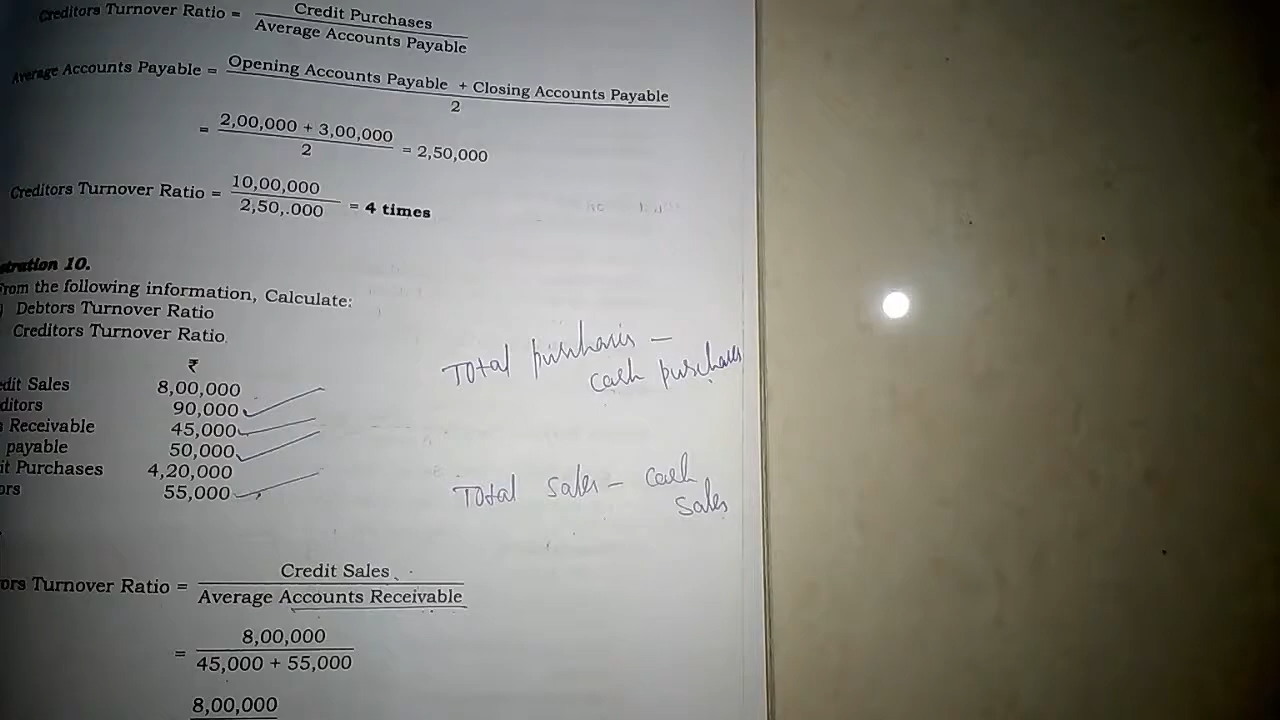 Creditors Turnover Ratio = Credit Purchases / Average Accounts Payable
Average Accounts Payable = Opening Accounts Payable + Closing Accounts Payable / 2
= 2,00,000 + 3,00,000 / 2 = 2,50,000
Creditors Turnover Ratio = 10,00,000 / 2,50,.000 = 4 times
stration 10.
From the following information, Calculate:
) Debtors Turnover Ratio
Creditors Turnover Ratio
₹
edit Sales 8,00,000
ditors 90,000
s Receivable 45,000
payable 50,000
it Purchases 4,20,000
ors 55,000
Total purchases –
cash purchases
Total sales – cash
sales
ors Turnover Ratio = Credit Sales / Average Accounts Receivable
= 8,00,000 / 45,000 + 55,000
8,00,000